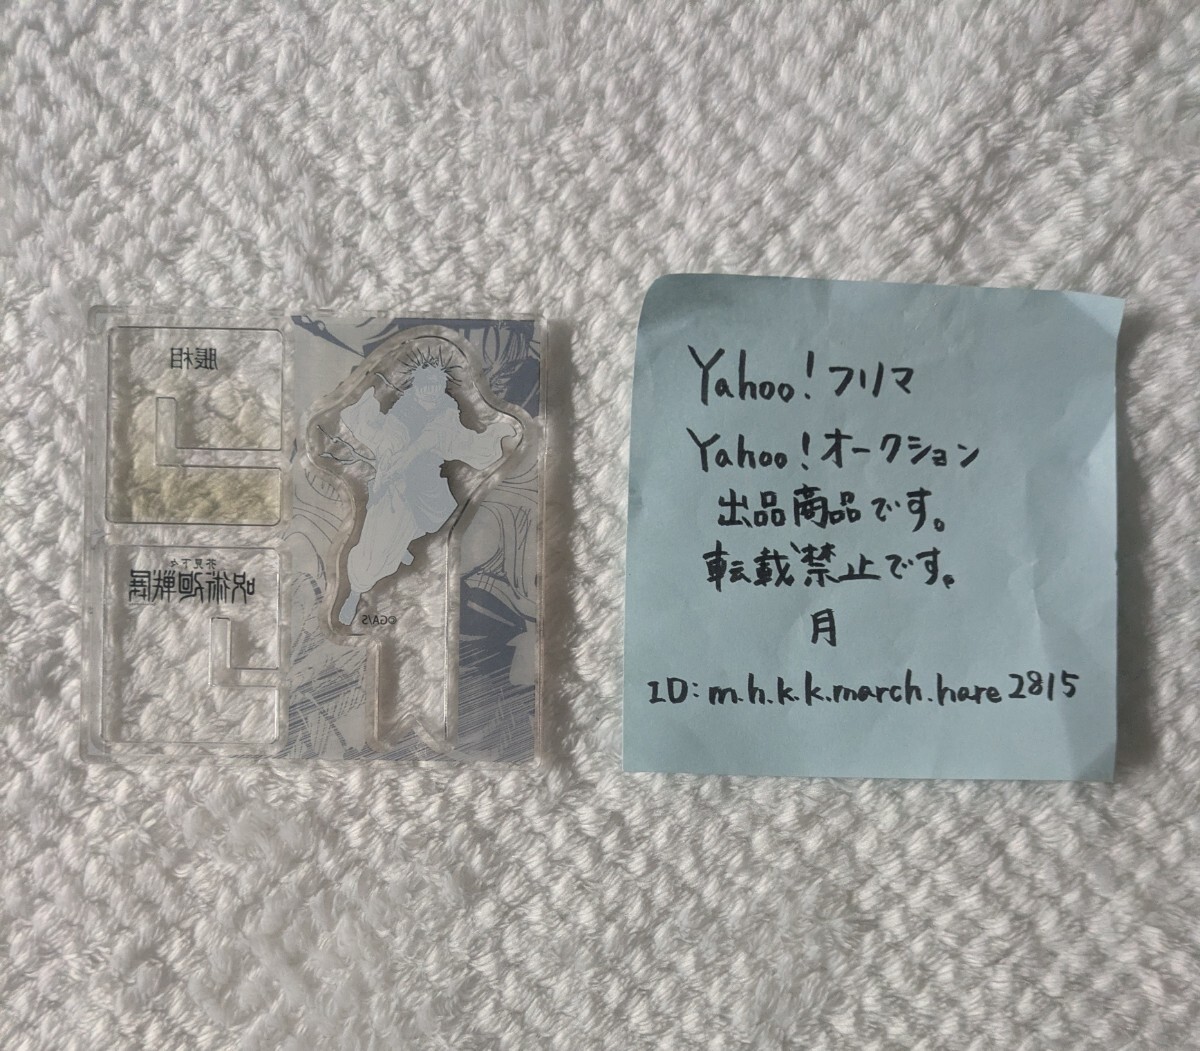 脹相
芥見下々
呪術廻戦展
©GA/S
Yahoo!フリマ
Yahoo!オークション
出品商品です。
転載禁止です。
月
ID: m.h.k.k.march.hare2815